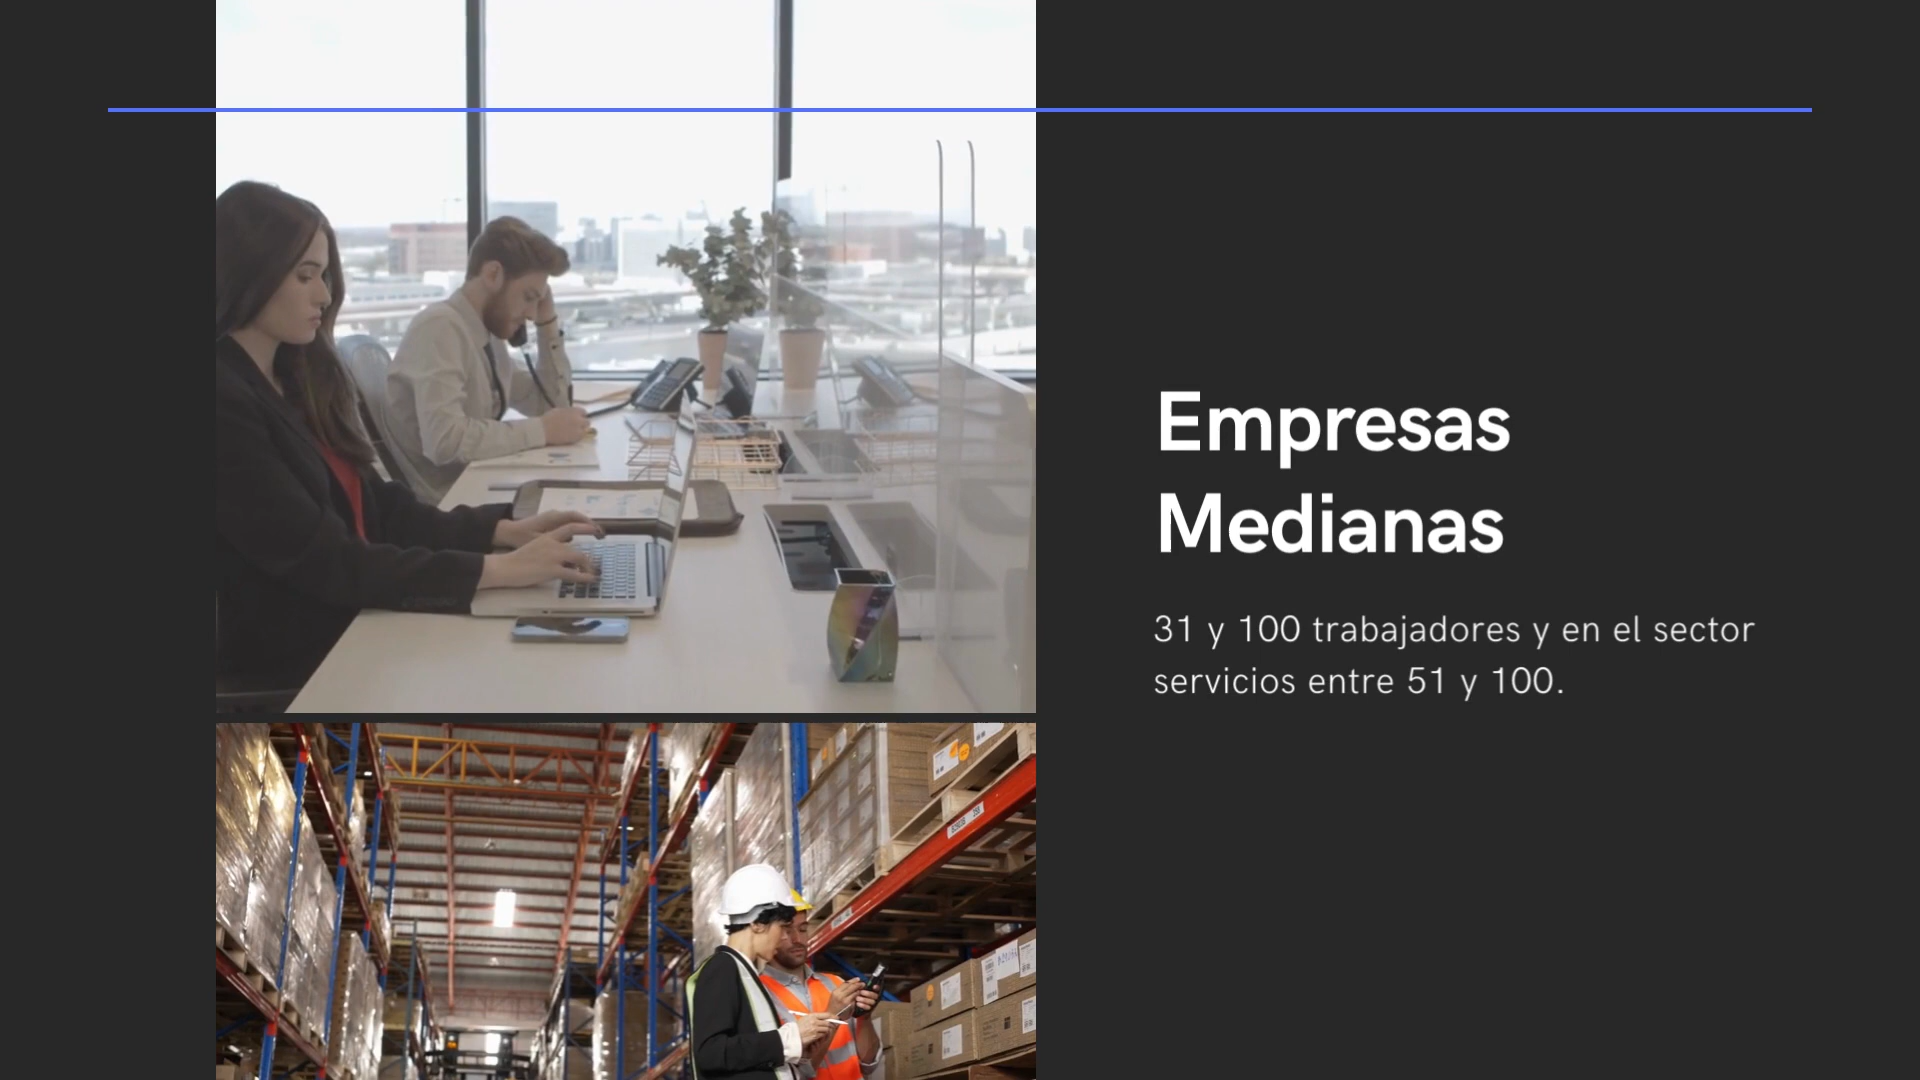 Empresas
Medianas
31 y 100 trabajadores y en el sector
servicios entre 51 y 100.